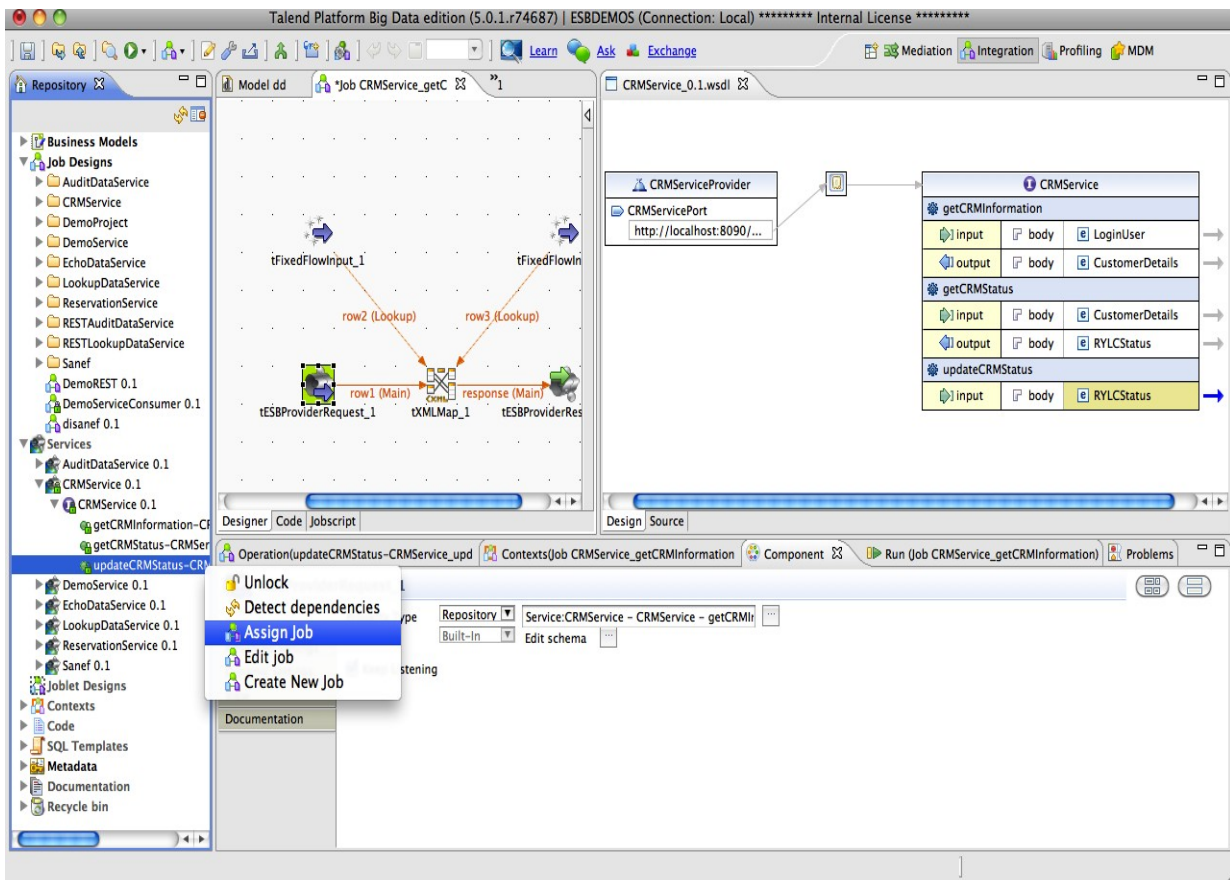 Talend Platform Big Data edition (5.0.1.r74687) | ESBDEMOS (Connection: Local) ********* Internal License *********
Learn Ask Exchange Mediation Integration Profiling MDM
Repository
Business Models
Job Designs
AuditDataService
CRMService
DemoProject
DemoService
EchoDataService
LookupDataService
ReservationService
RESTAuditDataService
RESTLookupDataService
Sanef
DemoREST 0.1
DemoServiceConsumer 0.1
disanef 0.1
Services
AuditDataService 0.1
CRMService 0.1
CRMService 0.1
getCRMInformation-CR
getCRMStatus-CRMSer
updateCRMStatus-CRM
DemoService 0.1
EchoDataService 0.1
LookupDataService 0.1
ReservationService 0.1
Sanef 0.1
Joblet Designs
Contexts
Code
SQL Templates
Metadata
Documentation
Recycle bin
Unlock
Detect dependencies
Assign Job
Edit job
Create New Job
Model dd
*Job CRMService_getC
»1
tFixedFlowInput_1
tFixedFlowIn
row2 (Lookup)
row3 (Lookup)
row1 (Main)
response (Main)
tESBProviderRequest_1
CXML
tXMLMap_1
tESBProviderRes
Designer Code Jobscript
CRMService_0.1.wsdl
CRMServiceProvider
CRMServicePort
http://localhost:8090/...
CRMService
getCRMInformation
input body e LoginUser
output body e CustomerDetails
getCRMStatus
input body e CustomerDetails
output body e RYLCStatus
updateCRMStatus
input body e RYLCStatus
Design Source
Operation(updateCRMStatus-CRMService_upd
Contexts(Job CRMService_getCRMInformation
Component
Run (Job CRMService_getCRMInformation)
Problems
Repository
Service:CRMService - CRMService - getCRMIr
...
Built-In
Edit schema
...
Documentation